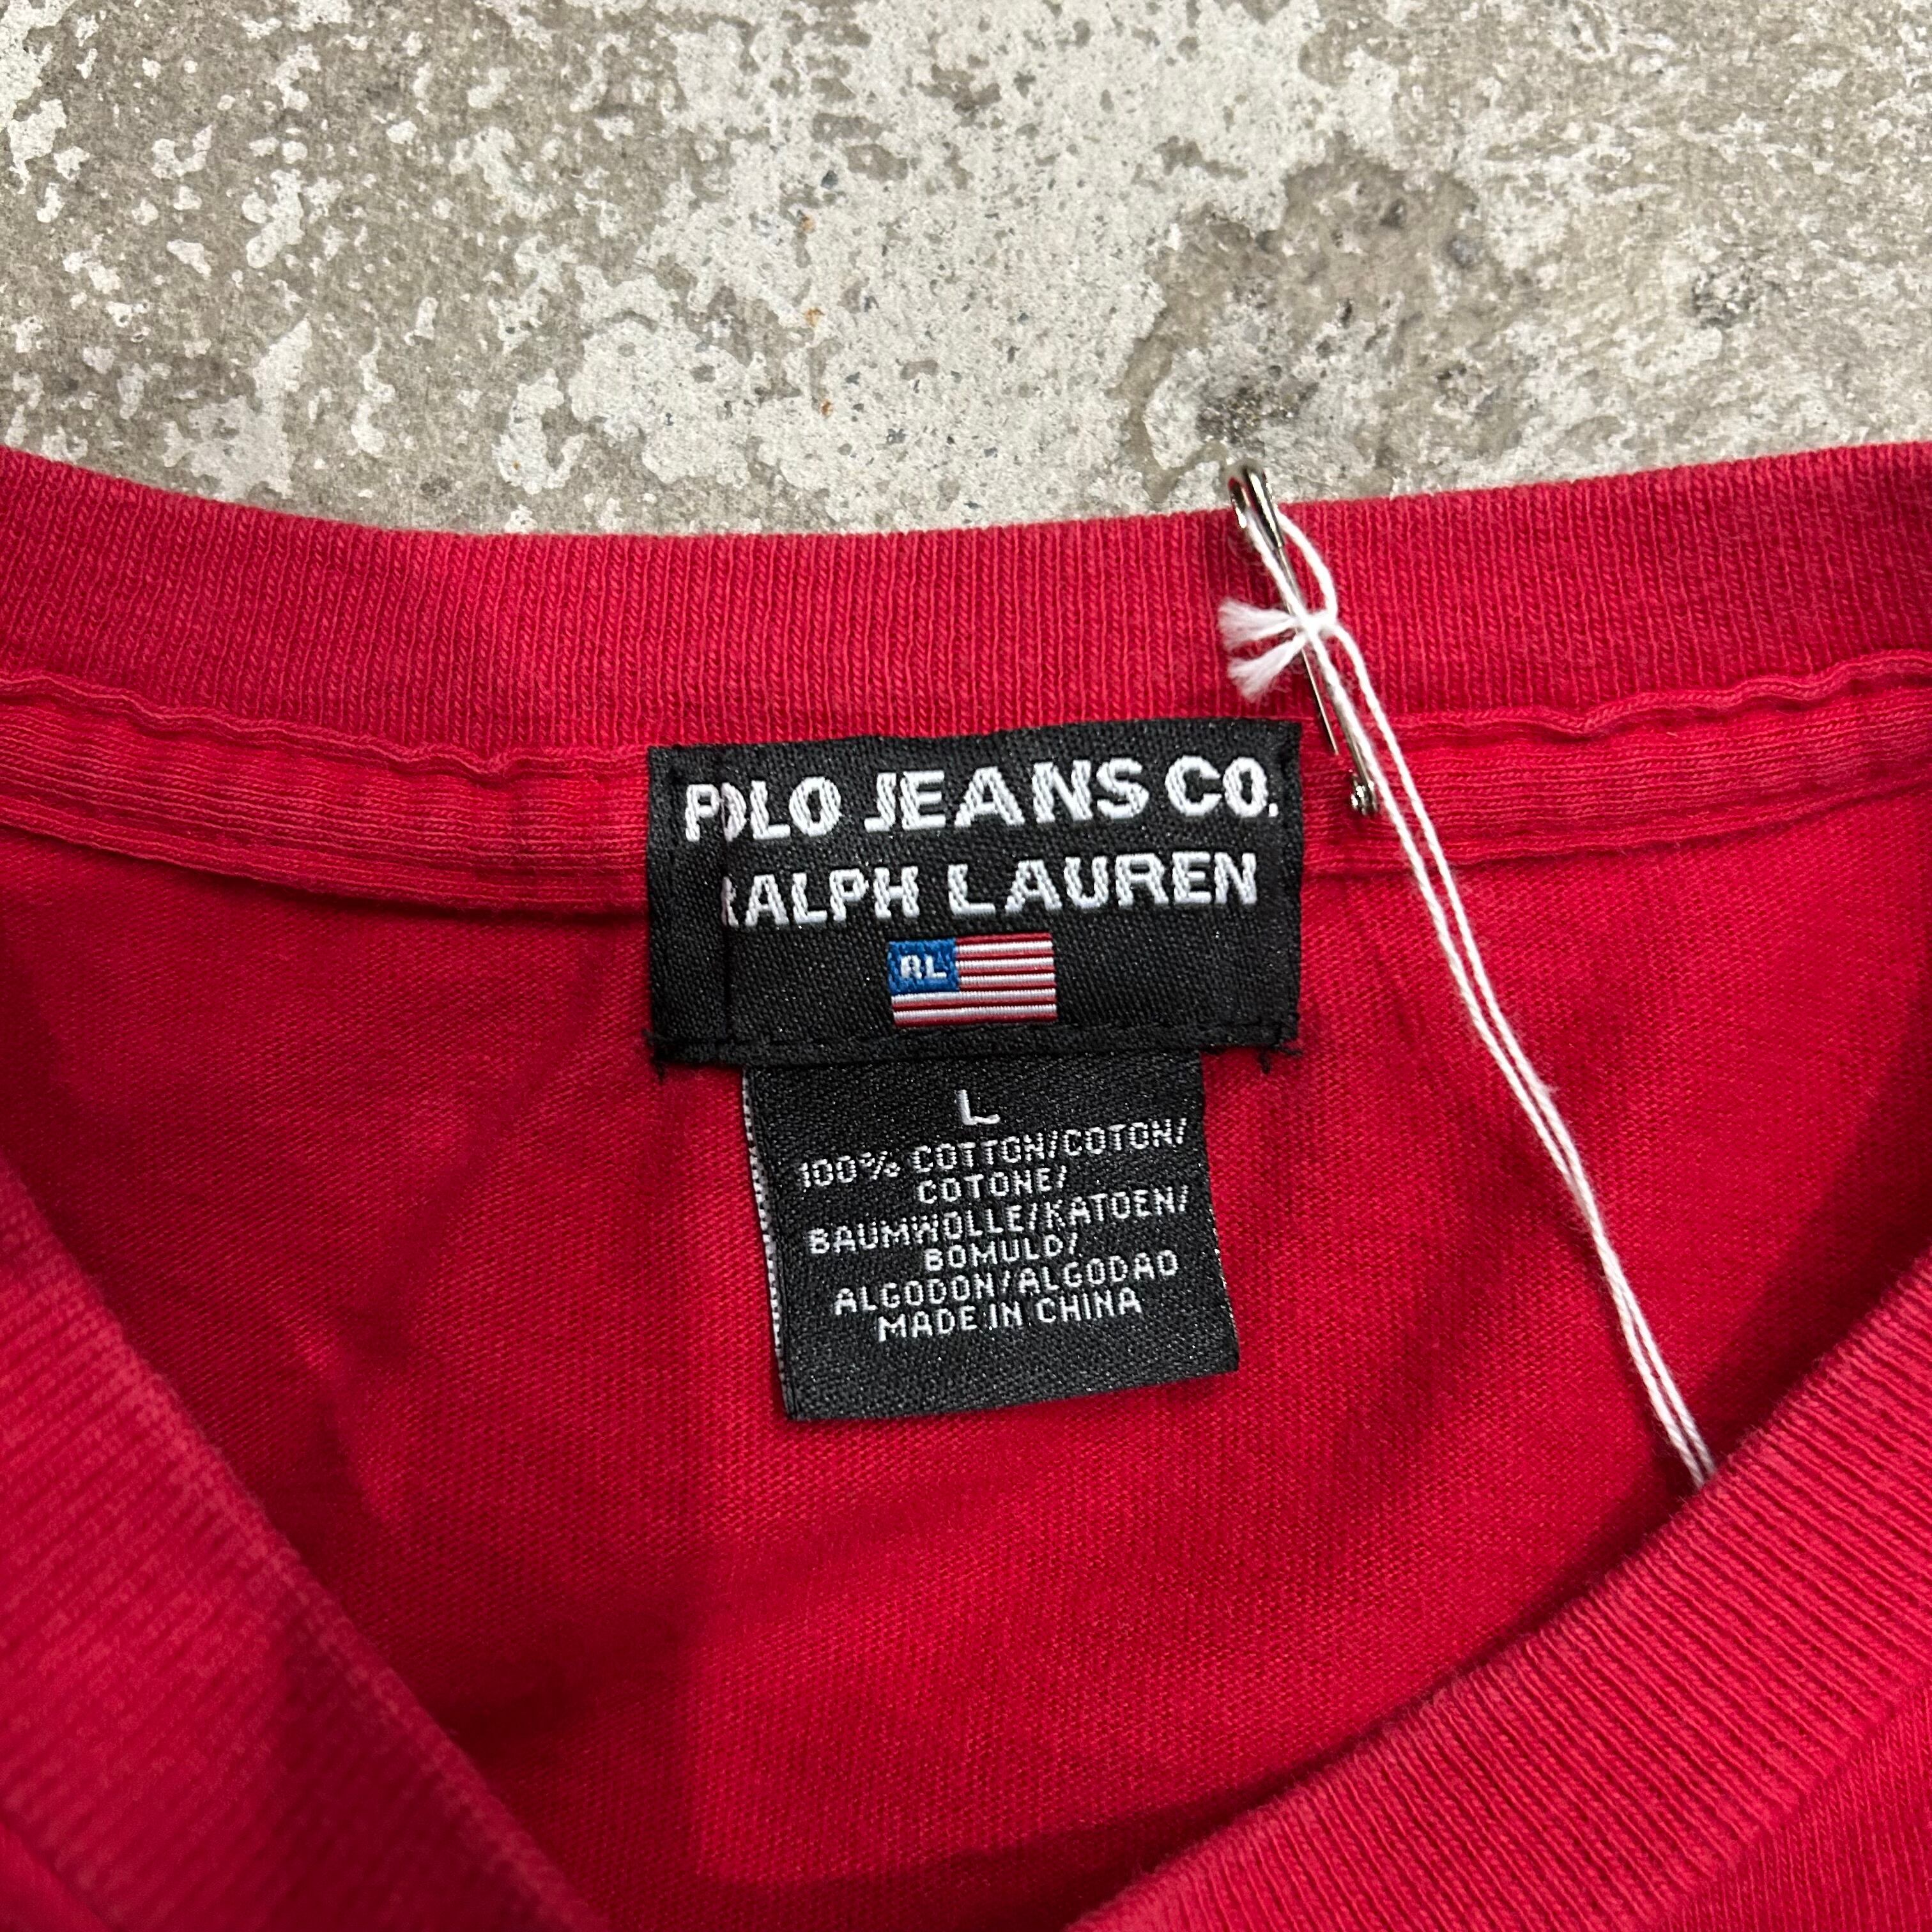 POLO JEANS CO.
RALPH LAUREN
RL
L
100% COTTON/COTON/
COTONE/
BAUMWOLLE/KATOEN/
BOMULD/
ALGODON/ALGODAO
MADE IN CHINA